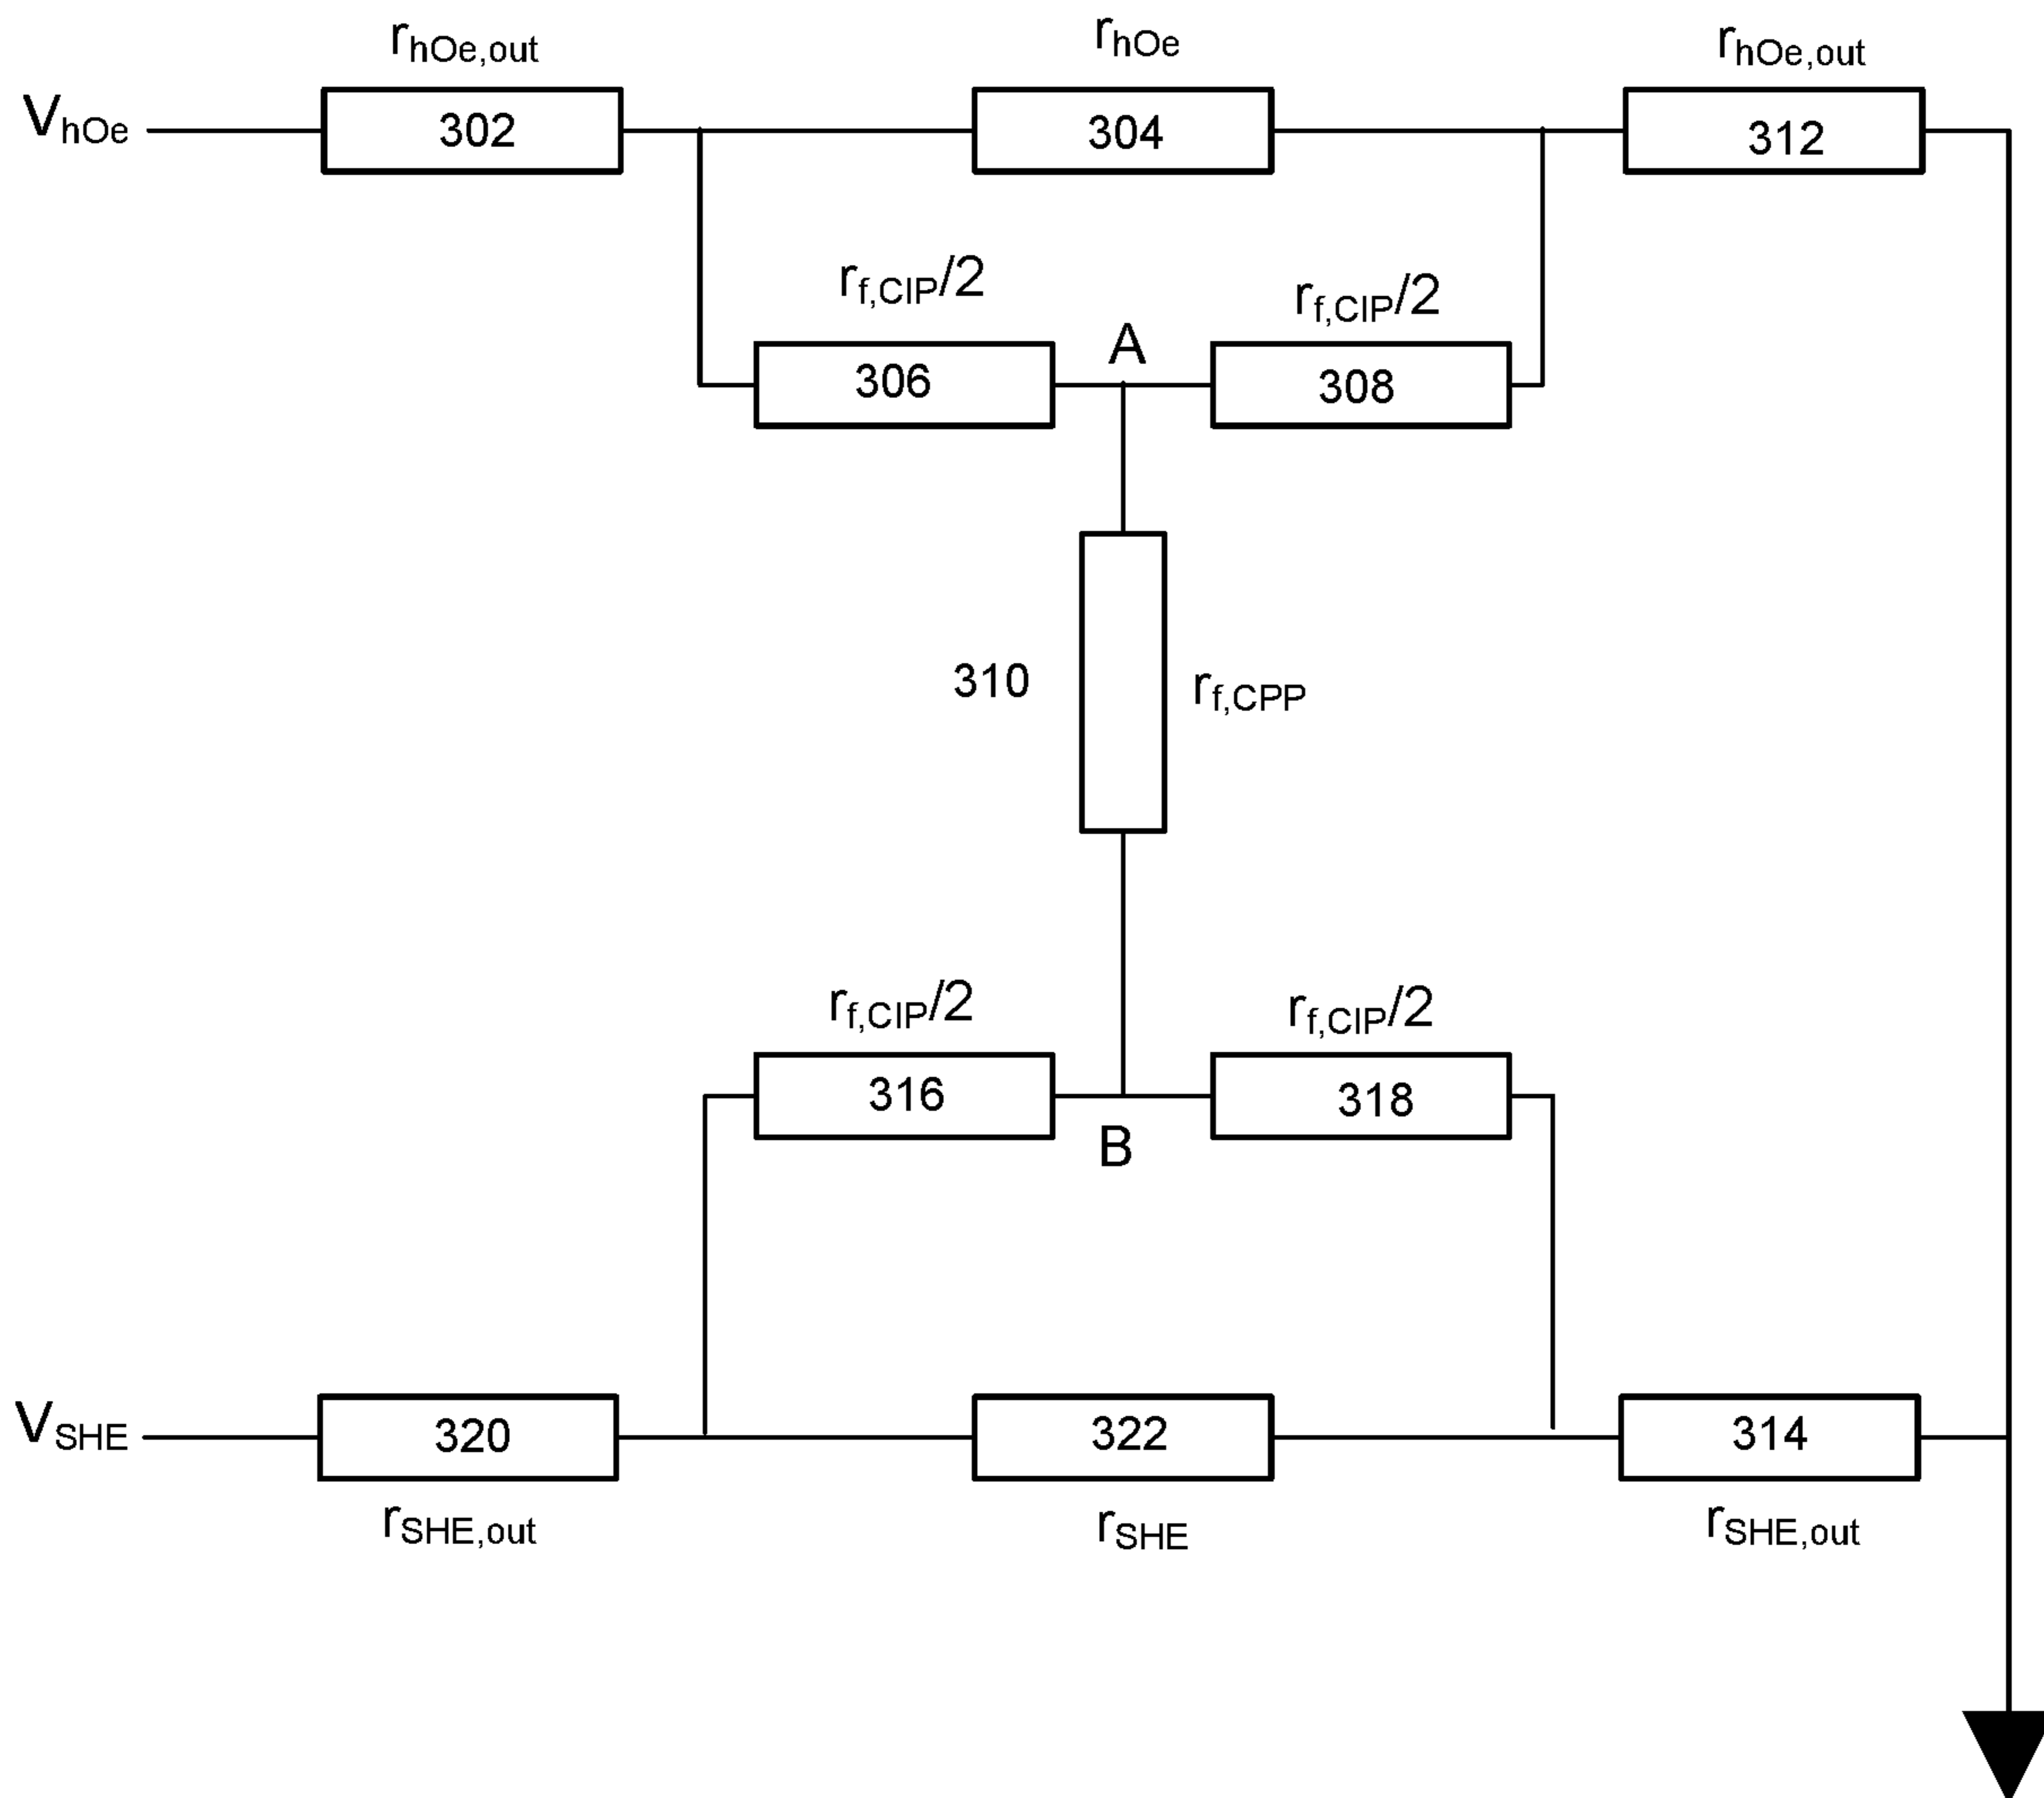 r_hOe,out
r_hOe
r_hOe,out
V_hOe
302
304
312
r_f,CIP/2
r_f,CIP/2
A
306
308
310
r_f,CPP
r_f,CIP/2
r_f,CIP/2
316
318
B
V_SHE
320
322
314
r_SHE,out
r_SHE
r_SHE,out